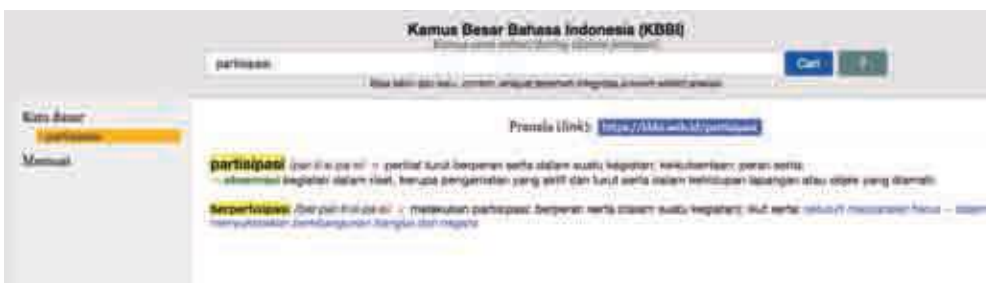 Kamus Besar Bahasa Indonesia (KBBI)
partisipasi
Cari ?
Kata dasar
partisipasi
Memuat
Pranala (link): https://kbbi.web.id/partisipasi
partisipasi /par·ti·si·pa·si/ n perihal turut berperan serta dalam suatu kegiatan; keikutsertaan; peran serta;
-- observasi kegiatan dalam riset, berupa pengamatan yang aktif dan turut serta dalam kehidupan lapangan atau objek yang diamati;
berpartisipasi /ber·par·ti·si·pa·si/ v melakukan partisipasi; berperan serta (dalam suatu kegiatan); ikut serta: seluruh masyarakat harus -- dalam
menyukseskan pembangunan bangsa dan negara